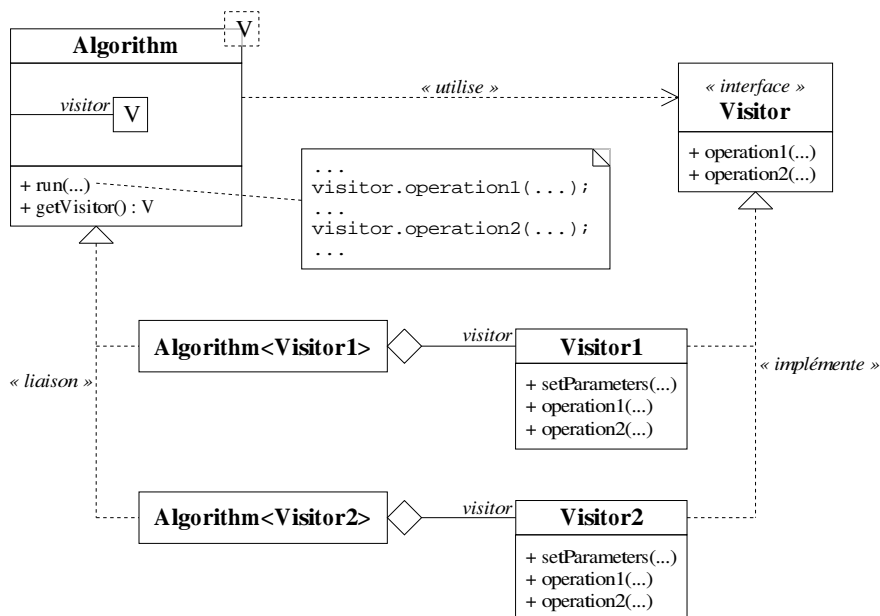 V
Algorithm
visitor
V
+ run(...)
+ getVisitor() : V
« utilise »
« interface »
Visitor
+ operation1(...)
+ operation2(...)
...
visitor.operation1(...);
...
visitor.operation2(...);
...
« liaison »
Algorithm<Visitor1>
visitor
Visitor1
+ setParameters(...)
+ operation1(...)
+ operation2(...)
« implémente »
Algorithm<Visitor2>
visitor
Visitor2
+ setParameters(...)
+ operation1(...)
+ operation2(...)